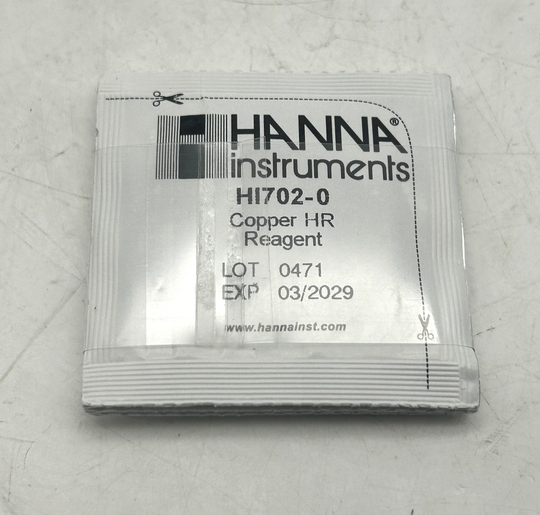 HANNA®
instruments
HI702-0
Copper HR
Reagent
LOT 0471
EXP 03/2029
www.hannainst.com